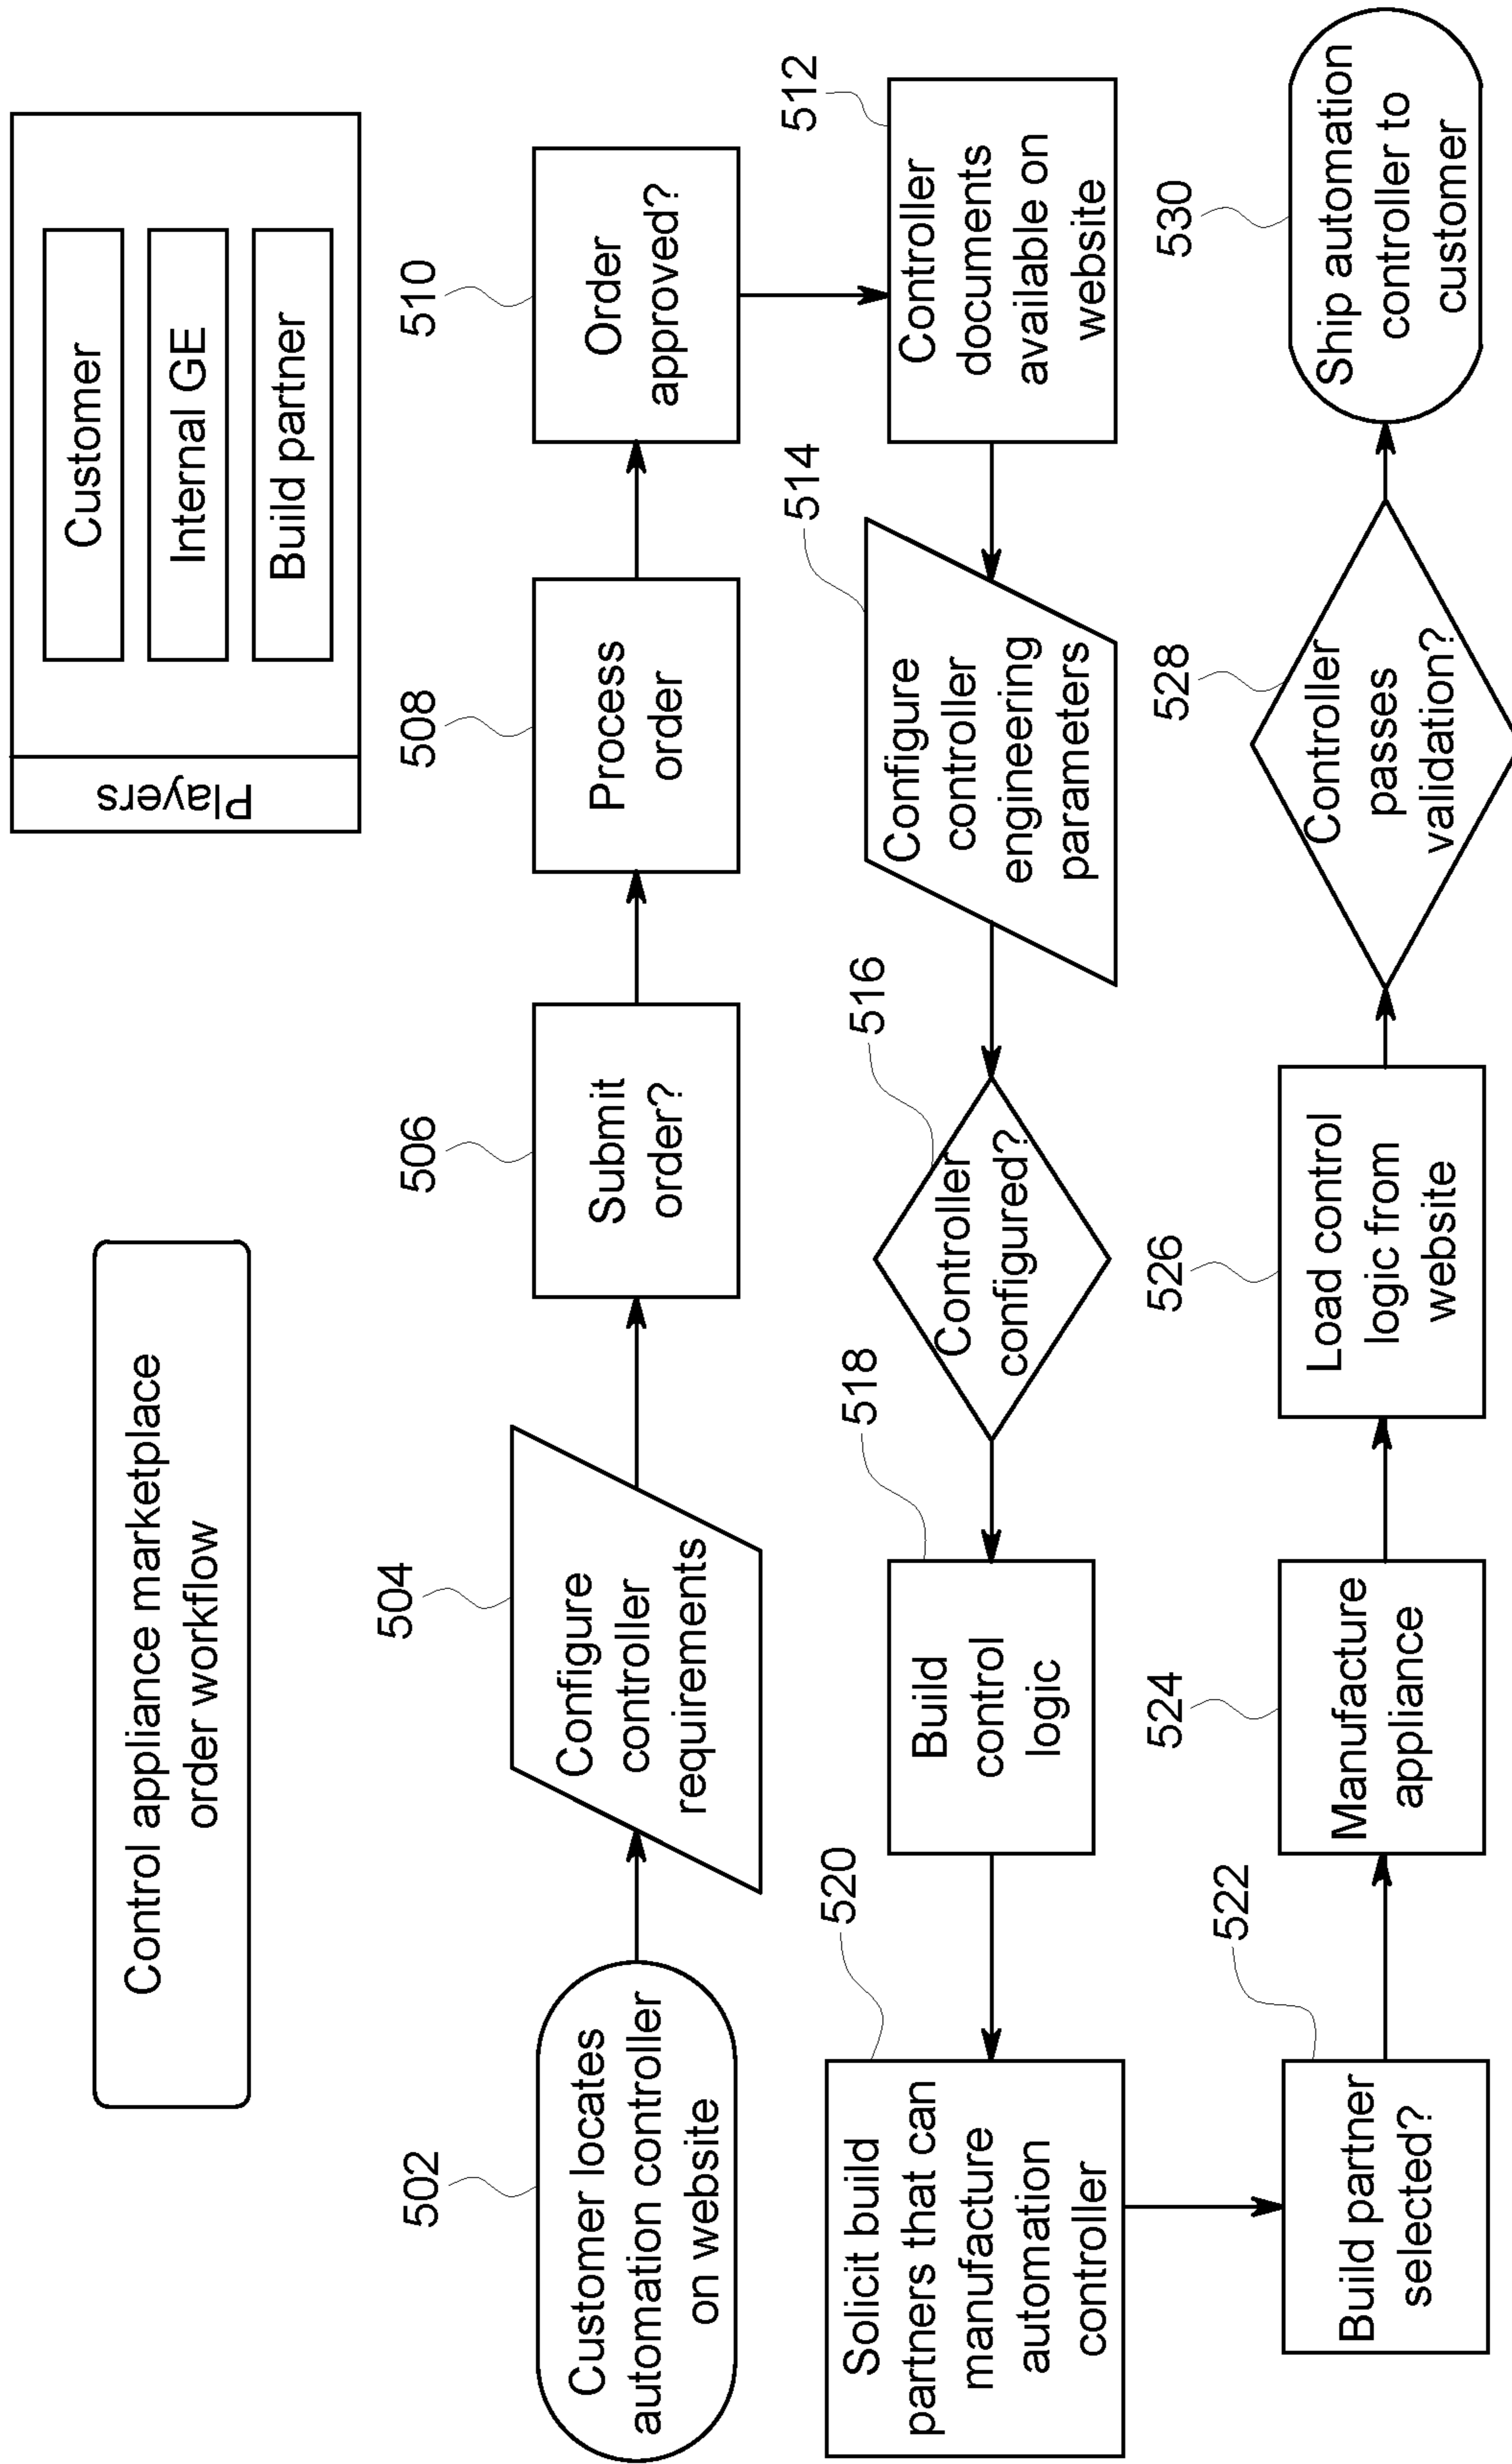 Control appliance marketplace
order workflow
Players
Customer
Internal GE
Build partner
502
Customer locates
automation controller
on website
504
Configure
controller
requirements
506
Submit
order?
508
Process
order
510
Order
approved?
512
Controller
documents
available on
website
514
Configure
controller
engineering
parameters
516
Controller
configured?
518
Build
control
logic
520
Solicit build
partners that can
manufacture
automation
controller
522
Build partner
selected?
524
Manufacture
appliance
526
Load control
logic from
website
528
Controller
passes
validation?
530
Ship automation
controller to
customer